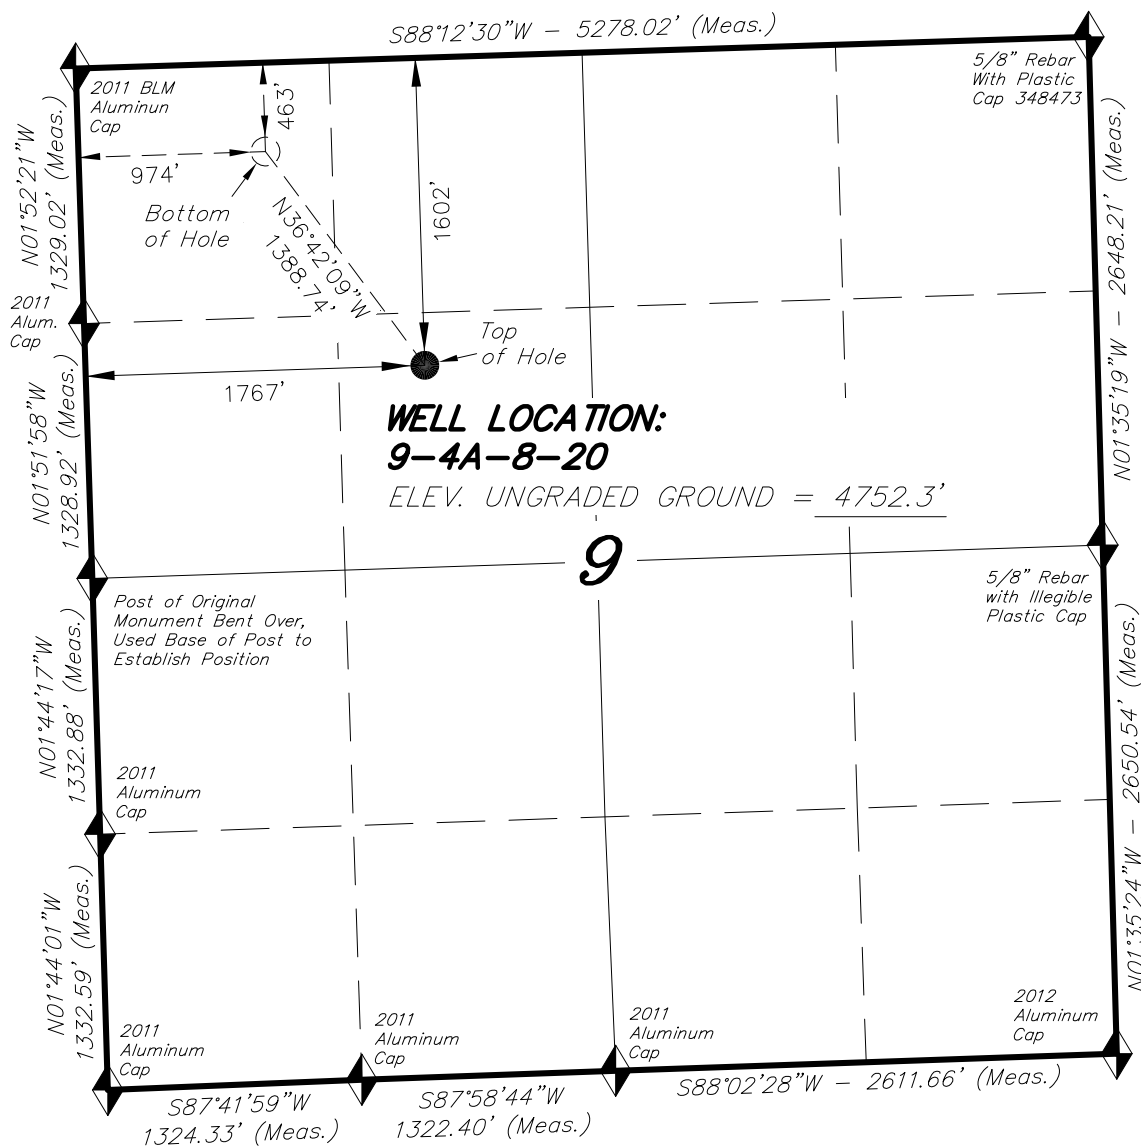 S88°12'30"W - 5278.02' (Meas.)
2011 BLM
Aluminun
Cap
5/8" Rebar
With Plastic
Cap 348473
463'
974'
Bottom
of Hole
N36°42'09"W
1388.74'
1602'
N01°52'21"W
1329.02' (Meas.)
N01°35'19"W - 2648.21' (Meas.)
2011
Alum.
Cap
Top
of Hole
1767'
WELL LOCATION:
9-4A-8-20
ELEV. UNGRADED GROUND = 4752.3'
N01°51'58"W
1328.92' (Meas.)
9
5/8" Rebar
with Illegible
Plastic Cap
Post of Original
Monument Bent Over,
Used Base of Post to
Establish Position
N01°44'17"W
1332.88' (Meas.)
N01°35'24"W - 2650.54' (Meas.)
2011
Aluminum
Cap
N01°44'01"W
1332.59' (Meas.)
2011
Aluminum
Cap
2011
Aluminum
Cap
2011
Aluminum
Cap
2012
Aluminum
Cap
S87°41'59"W
1324.33' (Meas.)
S87°58'44"W
1322.40' (Meas.)
S88°02'28"W - 2611.66' (Meas.)